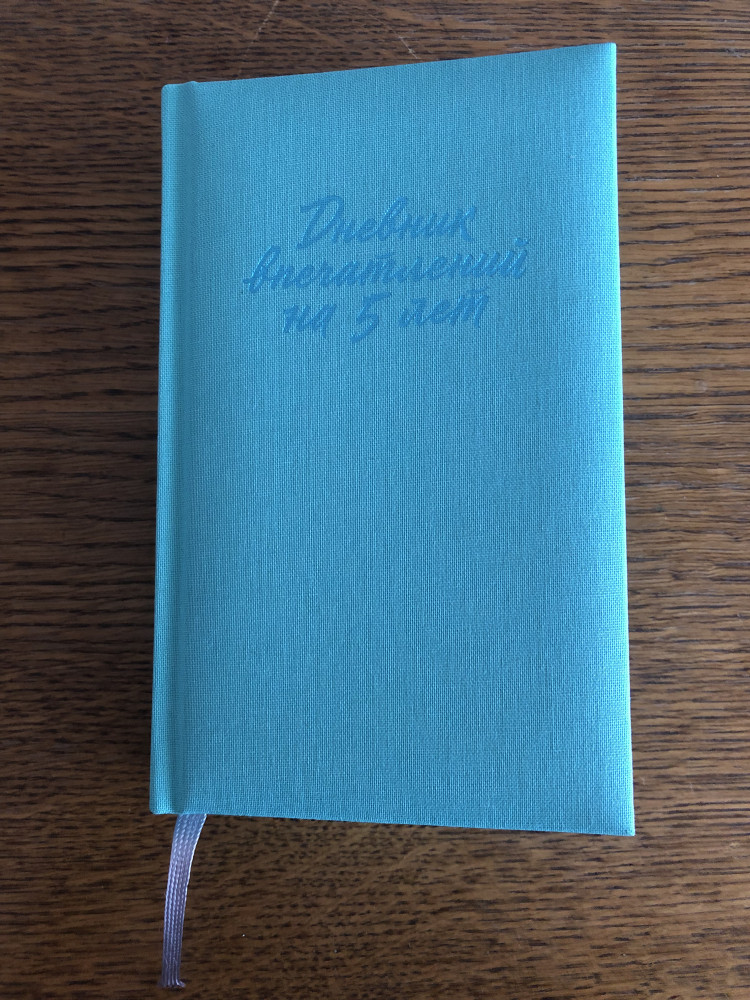 Дневник
впечатлений
на 5 лет